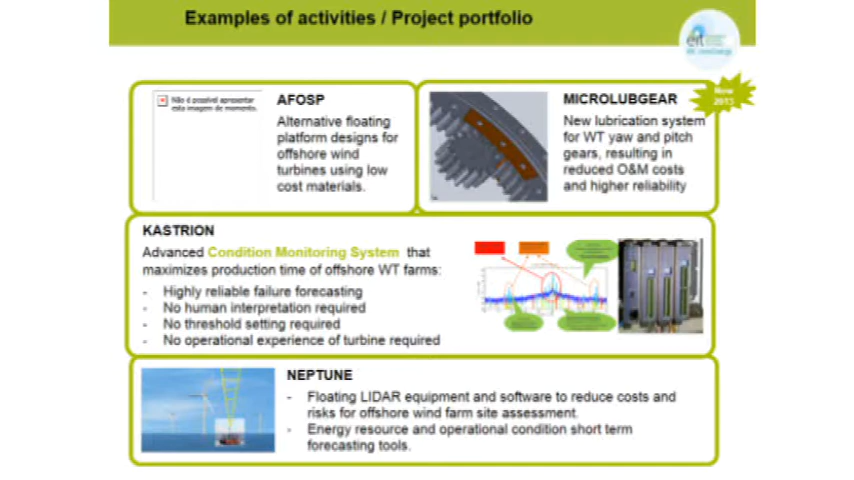 Examples of activities / Project portfolio
eit
New
2013
Não é possível apresentar
esta imagem de momento.
AFOSP
Alternative floating
platform designs for
offshore wind
turbines using low
cost materials.
MICROLUBGEAR
New lubrication system
for WT yaw and pitch
gears, resulting in
reduced O&M costs
and higher reliability
KASTRION
Advanced Condition Monitoring System that
maximizes production time of offshore WT farms:
- Highly reliable failure forecasting
- No human interpretation required
- No threshold setting required
- No operational experience of turbine required
NEPTUNE
- Floating LIDAR equipment and software to reduce costs and
risks for offshore wind farm site assessment.
- Energy resource and operational condition short term
forecasting tools.